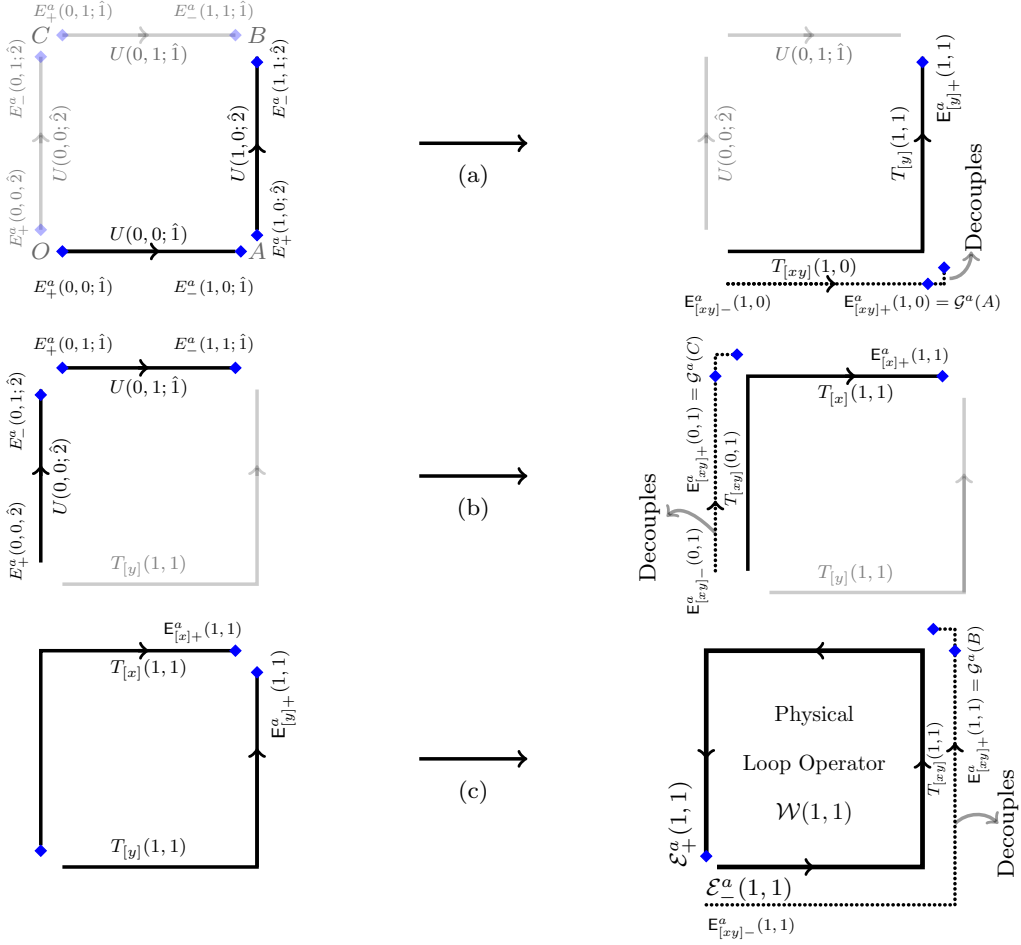 E^a_+(0,1;1̂) E^a_-(1,1;1̂)
C B
U(0,1;1̂)
E^a_-(0,1;2̂)
U(0,0;2̂)
E^a_+(0,0,2̂)
E^a_-(1,1;2̂)
U(1,0;2̂)
E^a_+(1,0;2̂)
U(0,0;1̂)
O A
E^a_+(0,0;1̂) E^a_-(1,0;1̂)
(a)
U(0,1;1̂)
U(0,0;2̂)
T_[y](1,1)
E^a_[y]+(1,1)
Decouples
T_[xy](1,0)
E^a_[xy]-(1,0) E^a_[xy]+(1,0) = 𝒢^a(A)
E^a_+(0,1;1̂) E^a_-(1,1;1̂)
U(0,1;1̂)
E^a_-(0,1;2̂)
U(0,0;2̂)
E^a_+(0,0,2̂)
T_[y](1,1)
(b)
E^a_[x]+(1,1)
T_[x](1,1)
E^a_[xy]+(0,1) = 𝒢^a(C)
T_[xy](0,1)
E^a_[xy]-(0,1)
Decouples
T_[y](1,1)
E^a_[x]+(1,1)
T_[x](1,1)
E^a_[y]+(1,1)
T_[y](1,1)
(c)
Physical
Loop Operator
𝒲(1,1)
ℰ^a_+(1,1)
ℰ^a_-(1,1)
T_[xy](1,1)
E^a_[xy]+(1,1) = 𝒢^a(B)
Decouples
E^a_[xy]-(1,1)